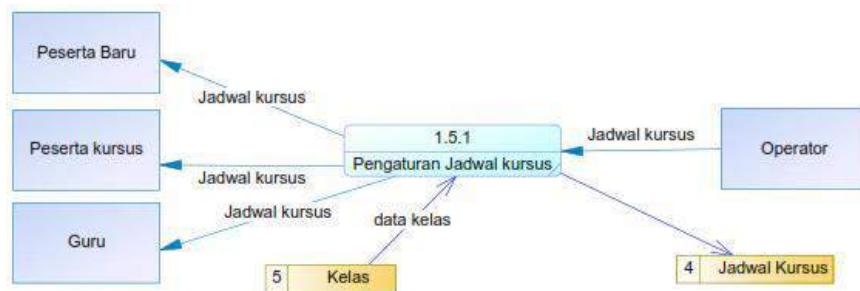 Peserta Baru
Jadwal kursus
1.5.1
Jadwal kursus
Peserta kursus
Pengaturan Jadwal kursus
Operator
Jadwal kursus
Jadwal kursus
data kelas
Guru
5 Kelas
4 Jadwal Kursus